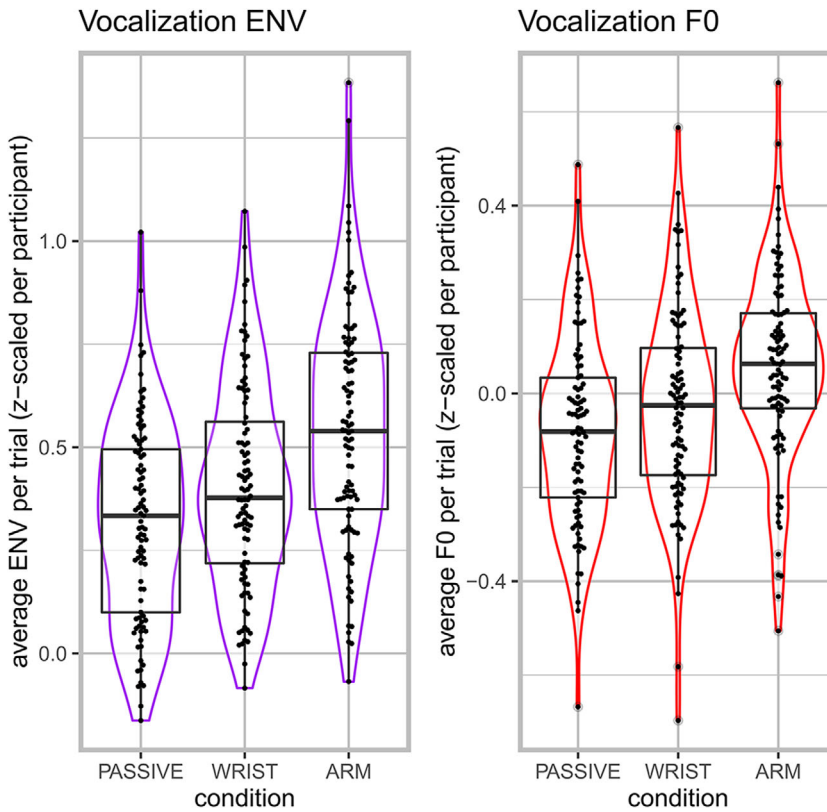 Vocalization ENV
average ENV per trial (z−scaled per participant)
1.0
0.5
0.0
PASSIVE WRIST ARM
condition
Vocalization F0
average F0 per trial (z−scaled per participant)
0.4
0.0
−0.4
PASSIVE WRIST ARM
condition